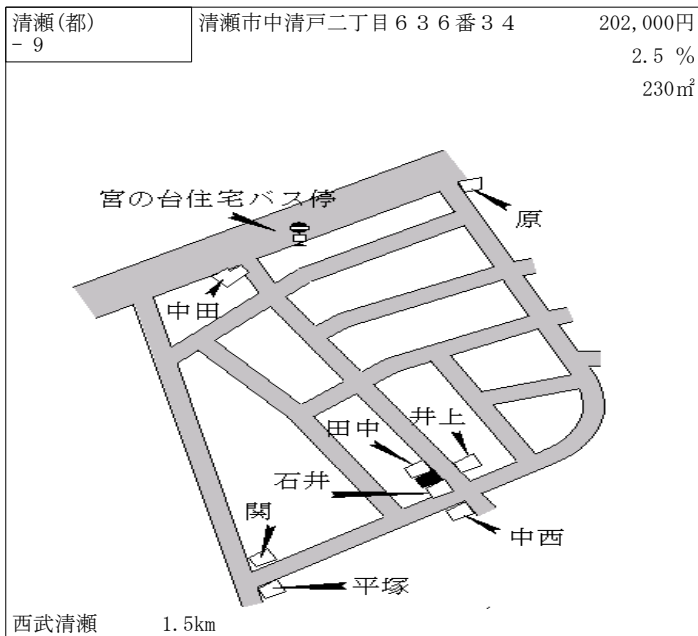 清瀬(都)
- 9
清瀬市中清戸二丁目６３６番３４
202,000円
2.5 %
230㎡
宮の台住宅バス停
原
中田
田中
井上
石井
関
中西
平塚
西武清瀬 1.5km